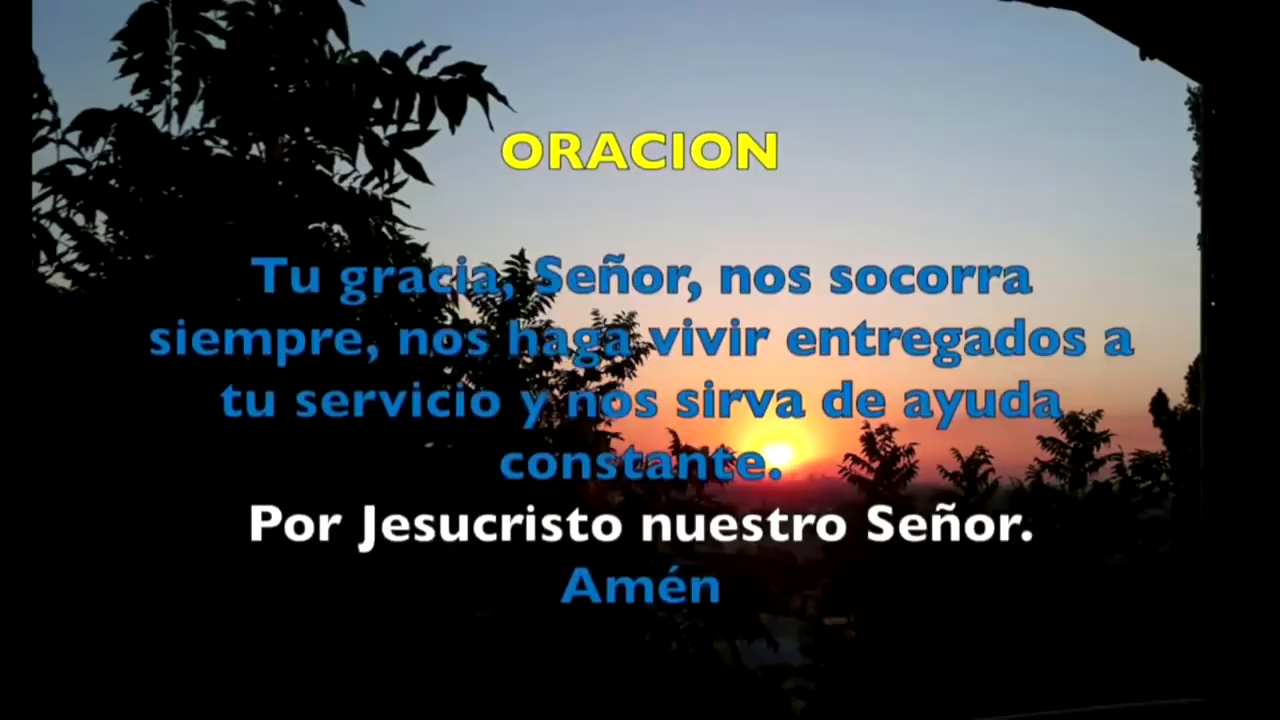 ORACION
Tu gracia, Señor, nos socorra
siempre, nos haga vivir entregados a
tu servicio y nos sirva de ayuda
constante.
Por Jesucristo nuestro Señor.
Amén